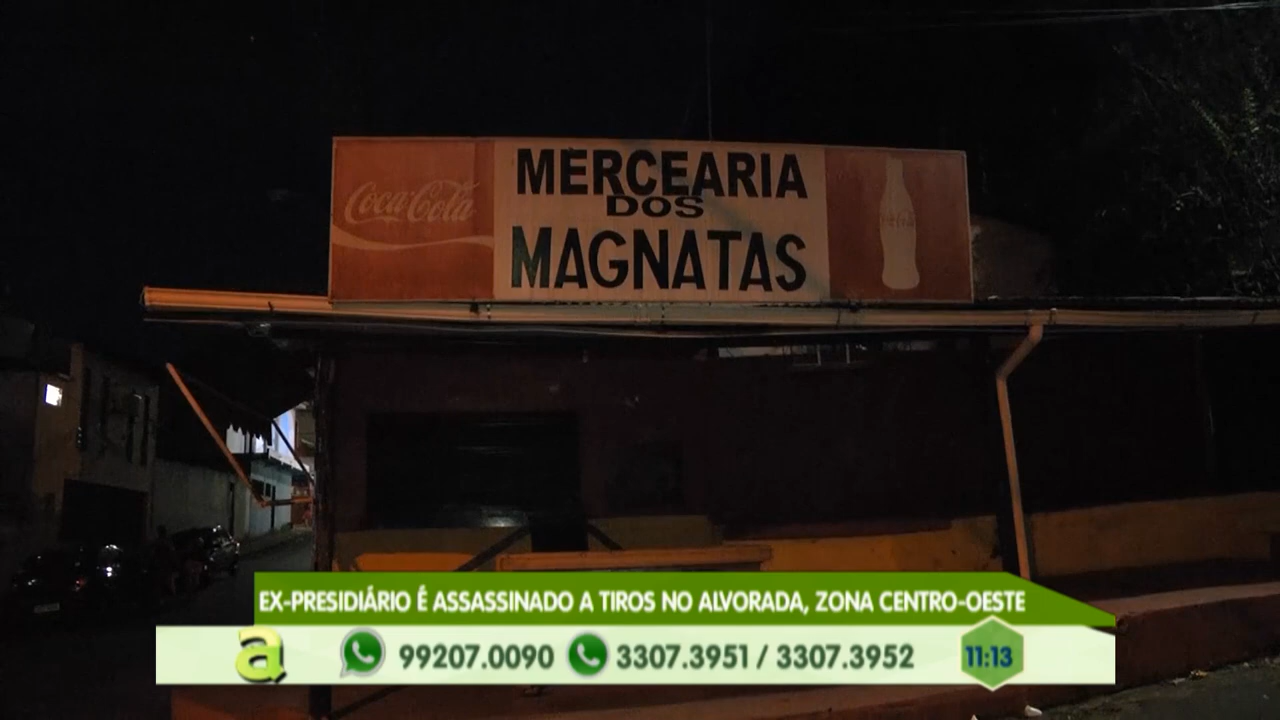 Coca-Cola
MERCEARIA
DOS
MAGNATAS
EX-PRESIDIÁRIO É ASSASSINADO A TIROS NO ALVORADA, ZONA CENTRO-OESTE
a 99207.0090 3307.3951 / 3307.3952 11:13